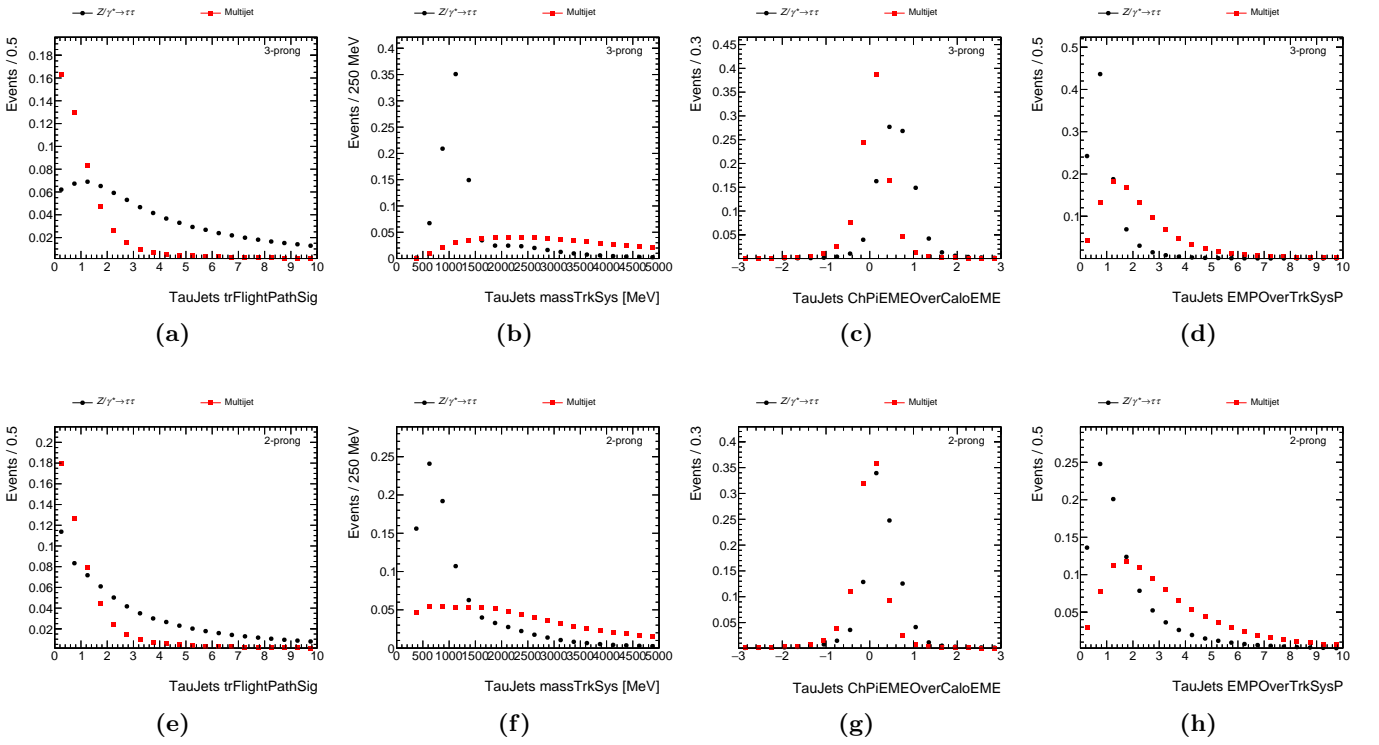 Z/γ*→ττ Multijet
3-prong
Events / 0.5
0.18
0.16
0.14
0.12
0.1
0.08
0.06
0.04
0.02
0 1 2 3 4 5 6 7 8 9 10
TauJets trFlightPathSig
(a)
Z/γ*→ττ Multijet
3-prong
Events / 250 MeV
0.4
0.35
0.3
0.25
0.2
0.15
0.1
0.05
0
0 500 1000 1500 2000 2500 3000 3500 4000 4500 5000
TauJets massTrkSys [MeV]
(b)
Z/γ*→ττ Multijet
3-prong
Events / 0.3
0.45
0.4
0.35
0.3
0.25
0.2
0.15
0.1
0.05
−3 −2 −1 0 1 2 3
TauJets ChPiEMEOverCaloEME
(c)
Z/γ*→ττ Multijet
3-prong
Events / 0.5
0.5
0.4
0.3
0.2
0.1
0 1 2 3 4 5 6 7 8 9 10
TauJets EMPOverTrkSysP
(d)
Z/γ*→ττ Multijet
2-prong
Events / 0.5
0.2
0.18
0.16
0.14
0.12
0.1
0.08
0.06
0.04
0.02
0 1 2 3 4 5 6 7 8 9 10
TauJets trFlightPathSig
(e)
Z/γ*→ττ Multijet
2-prong
Events / 250 MeV
0.25
0.2
0.15
0.1
0.05
0
0 500 1000 1500 2000 2500 3000 3500 4000 4500 5000
TauJets massTrkSys [MeV]
(f)
Z/γ*→ττ Multijet
2-prong
Events / 0.3
0.4
0.35
0.3
0.25
0.2
0.15
0.1
0.05
−3 −2 −1 0 1 2 3
TauJets ChPiEMEOverCaloEME
(g)
Z/γ*→ττ Multijet
2-prong
Events / 0.5
0.25
0.2
0.15
0.1
0.05
0 1 2 3 4 5 6 7 8 9 10
TauJets EMPOverTrkSysP
(h)